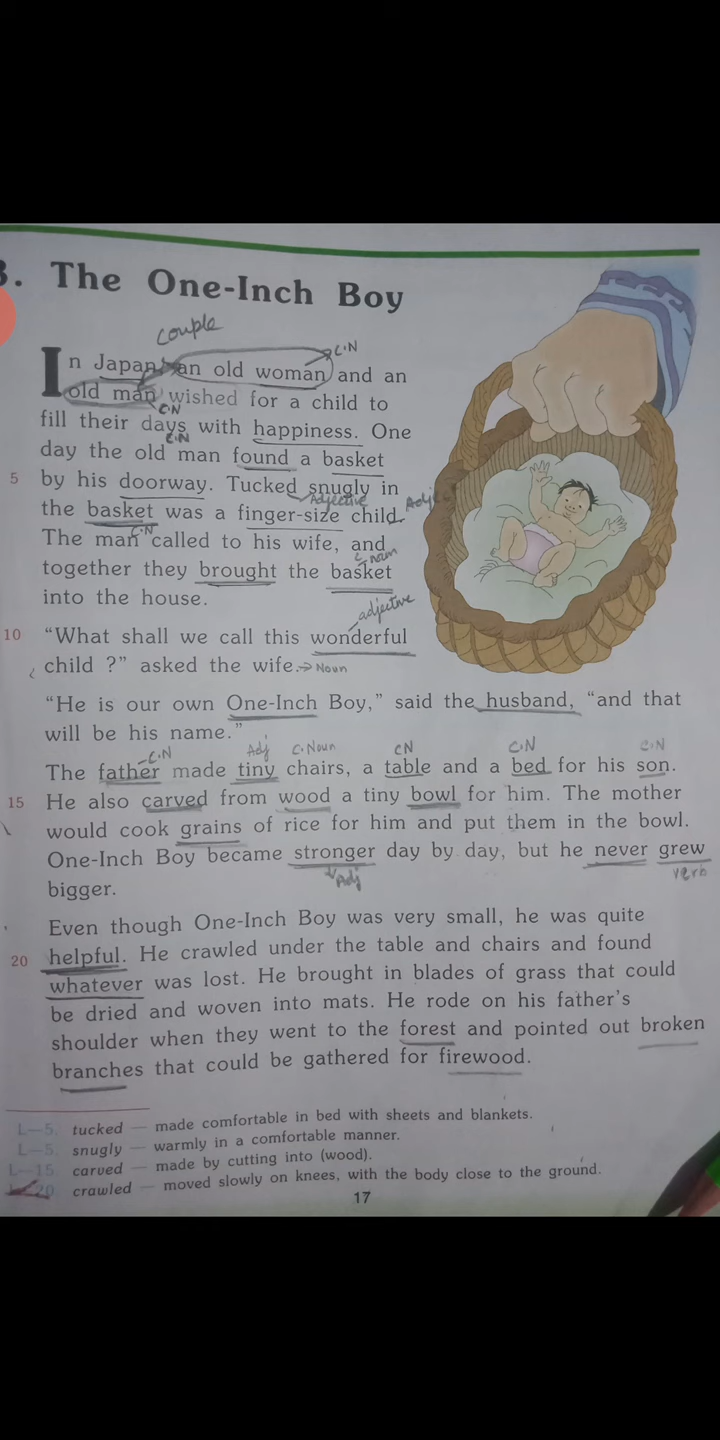 3. The One-Inch Boy
couple
C.N
In Japan, an old woman and an
old man wished for a child to
C.N
fill their days with happiness. One
C.N
day the old man found a basket
5 by his doorway. Tucked snugly in
Adjective
the basket was a finger-size child.
C.N
The man called to his wife, and
together they brought the basket
into the house.
adjective
10 "What shall we call this wonderful
child ?" asked the wife. → Noun
"He is our own One-Inch Boy," said the husband, "and that
will be his name."
C.N Adj C.Noun CN C.N C.N
The father made tiny chairs, a table and a bed for his son.
15 He also carved from wood a tiny bowl for him. The mother
would cook grains of rice for him and put them in the bowl.
One-Inch Boy became stronger day by day, but he never grew
Adj verb
bigger.
Even though One-Inch Boy was very small, he was quite
20 helpful. He crawled under the table and chairs and found
whatever was lost. He brought in blades of grass that could
be dried and woven into mats. He rode on his father's
shoulder when they went to the forest and pointed out broken
branches that could be gathered for firewood.
L—5 tucked — made comfortable in bed with sheets and blankets.
L—5 snugly — warmly in a comfortable manner.
L—15 carved — made by cutting into (wood).
20 crawled — moved slowly on knees, with the body close to the ground.
17